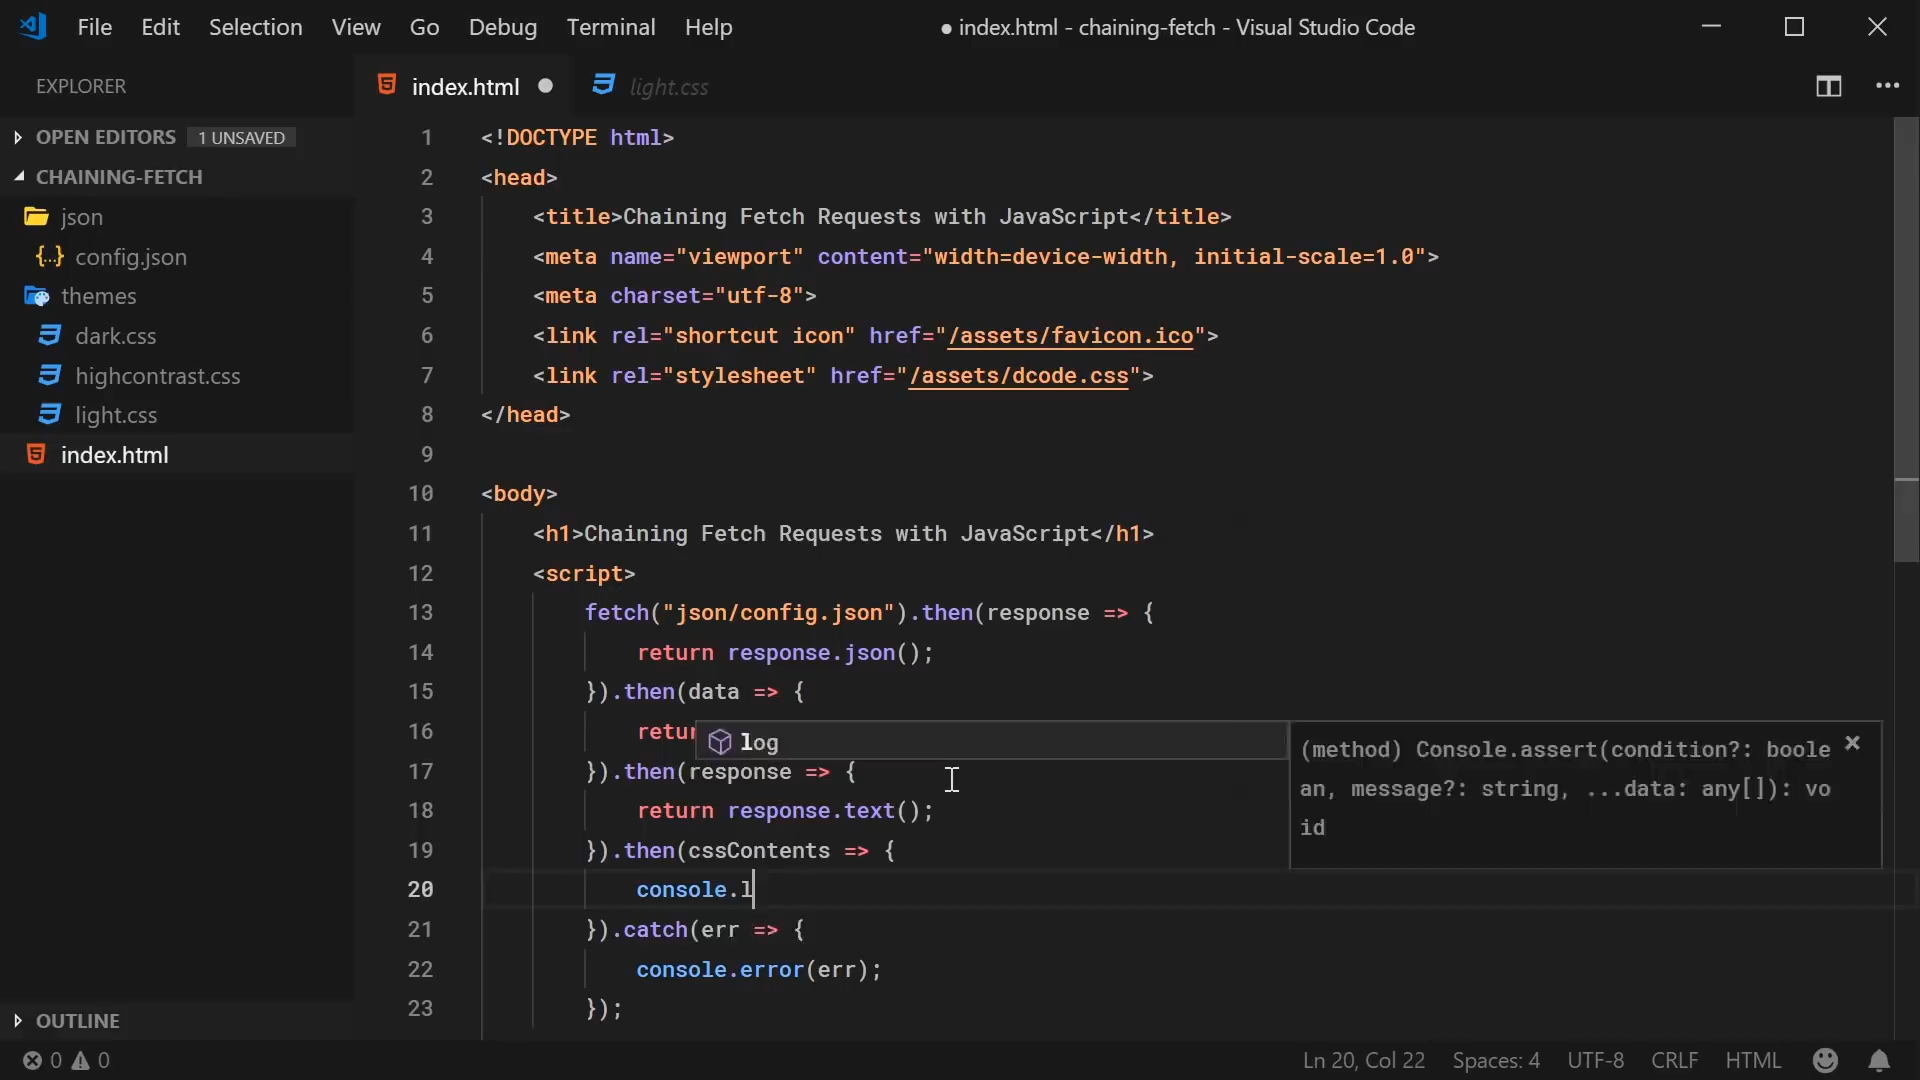 File Edit Selection View Go Debug Terminal Help
● index.html - chaining-fetch - Visual Studio Code
EXPLORER
OPEN EDITORS 1 UNSAVED
CHAINING-FETCH
json
config.json
themes
dark.css
highcontrast.css
light.css
index.html
OUTLINE
index.html ● light.css
1 <!DOCTYPE html>
2 <head>
3 <title>Chaining Fetch Requests with JavaScript</title>
4 <meta name="viewport" content="width=device-width, initial-scale=1.0">
5 <meta charset="utf-8">
6 <link rel="shortcut icon" href="/assets/favicon.ico">
7 <link rel="stylesheet" href="/assets/dcode.css">
8 </head>
9
10 <body>
11 <h1>Chaining Fetch Requests with JavaScript</h1>
12 <script>
13 fetch("json/config.json").then(response => {
14 return response.json();
15 }).then(data => {
16 retur
log
17 }).then(response => {
18 return response.text();
19 }).then(cssContents => {
20 console.l
21 }).catch(err => {
22 console.error(err);
23 });
(method) Console.assert(condition?: boole
an, message?: string, ...data: any[]): vo
id
0 0
Ln 20, Col 22 Spaces: 4 UTF-8 CRLF HTML